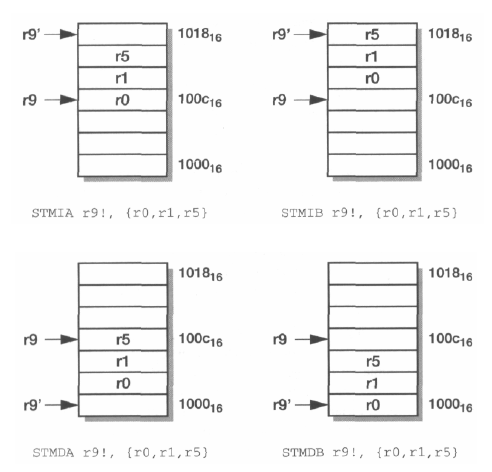 r9' 1018₁₆
r5
r1
r9 r0 100c₁₆
1000₁₆
STMIA r9!, {r0,r1,r5}
r9' r5 1018₁₆
r1
r0
r9 100c₁₆
1000₁₆
STMIB r9!, {r0,r1,r5}
1018₁₆
r9 r5 100c₁₆
r1
r0
r9' 1000₁₆
STMDA r9!, {r0,r1,r5}
1018₁₆
r9 100c₁₆
r5
r1
r9' r0 1000₁₆
STMDB r9!, {r0,r1,r5}